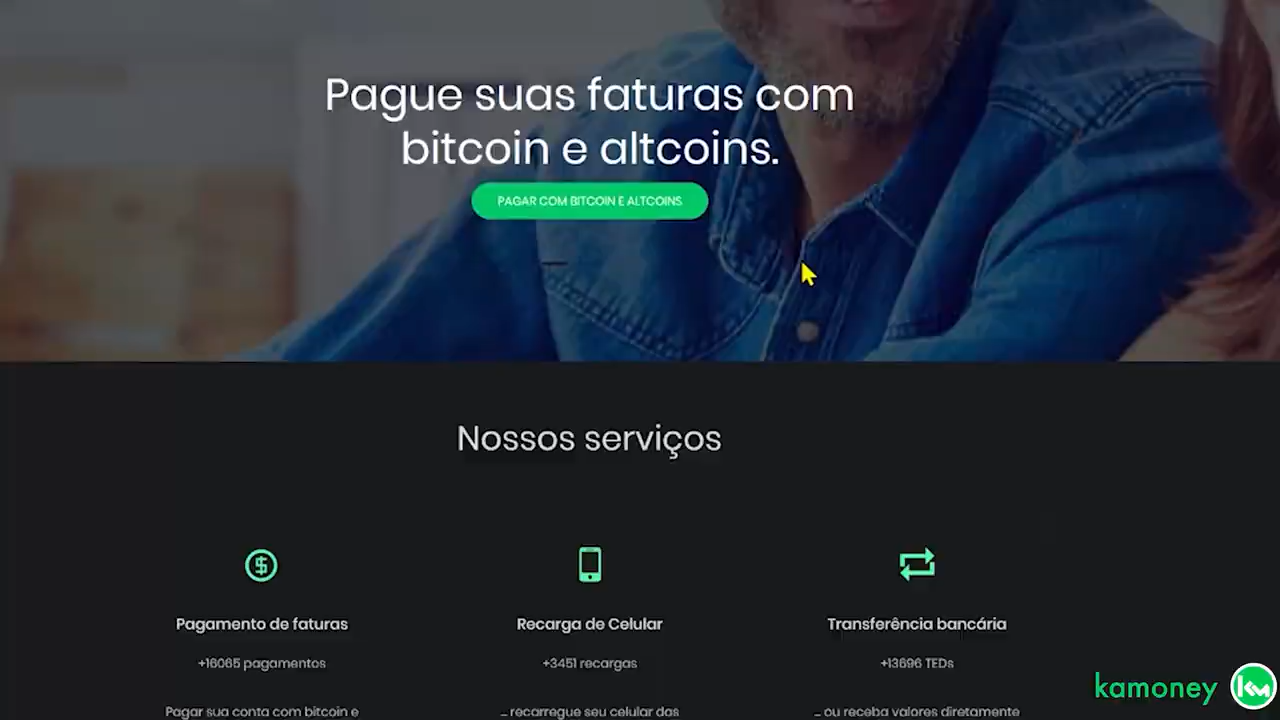 Pague suas faturas com
bitcoin e altcoins.
PAGAR COM BITCOIN E ALTCOINS
Nossos serviços
Pagamento de faturas
Recarga de Celular
Transferência bancária
+16065 pagamentos
+3451 recargas
+13696 TEDs
Pagar sua conta com bitcoin e
... recarregue seu celular das
... ou receba valores diretamente
kamoney